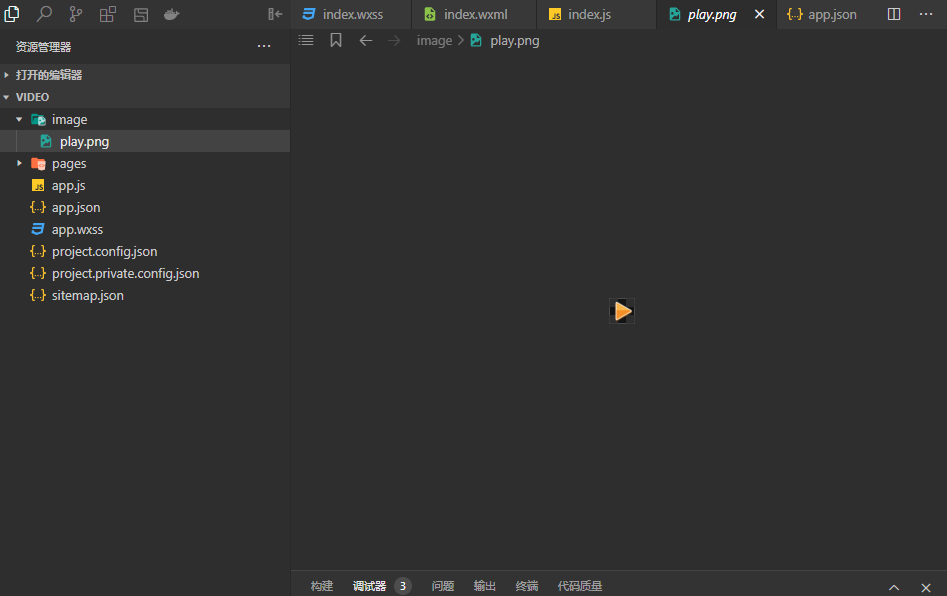 index.wxss
index.wxml
JS index.js
play.png
{..} app.json
资源管理器
image
play.png
打开的编辑器
VIDEO
image
play.png
pages
JS app.js
{..} app.json
app.wxss
{..} project.config.json
{..} project.private.config.json
{..} sitemap.json
构建 调试器 3 问题 输出 终端 代码质量